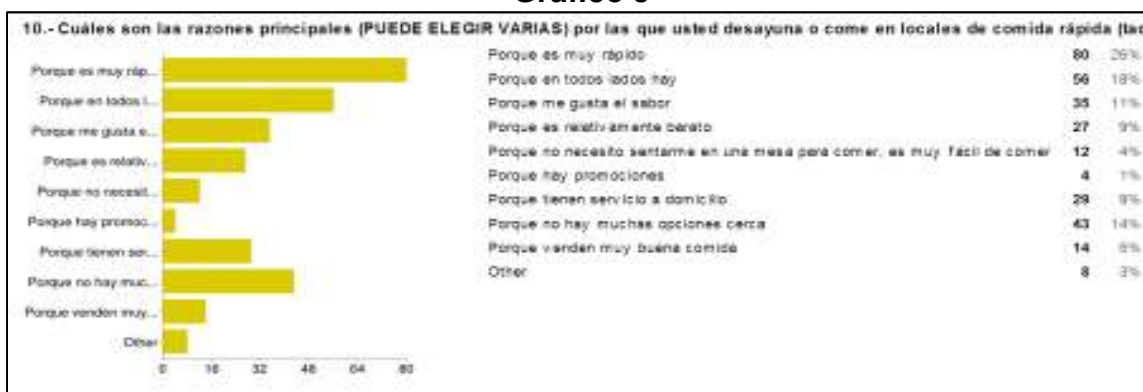 10.- Cuáles son las razones principales (PUEDE ELEGIR VARIAS) por las que usted desayuna o come en locales de comida rápida (tac
Porque es muy ráp...
Porque en todos l...
Porque me gusta e...
Porque es relativ...
Porque no necesit...
Porque hay promoc...
Porque tienen ser...
Porque no hay muc...
Porque venden muy...
Other
0 16 32 48 64 80
Porque es muy rápido 80 26%
Porque en todos lados hay 56 18%
Porque me gusta el sabor 35 11%
Porque es relativamente barato 27 9%
Porque no necesito sentarme en una mesa para comer, es muy fácil de comer 12 4%
Porque hay promociones 4 1%
Porque tienen servicio a domicilio 29 9%
Porque no hay muchas opciones cerca 43 14%
Porque venden muy buena comida 14
Other 8 3%